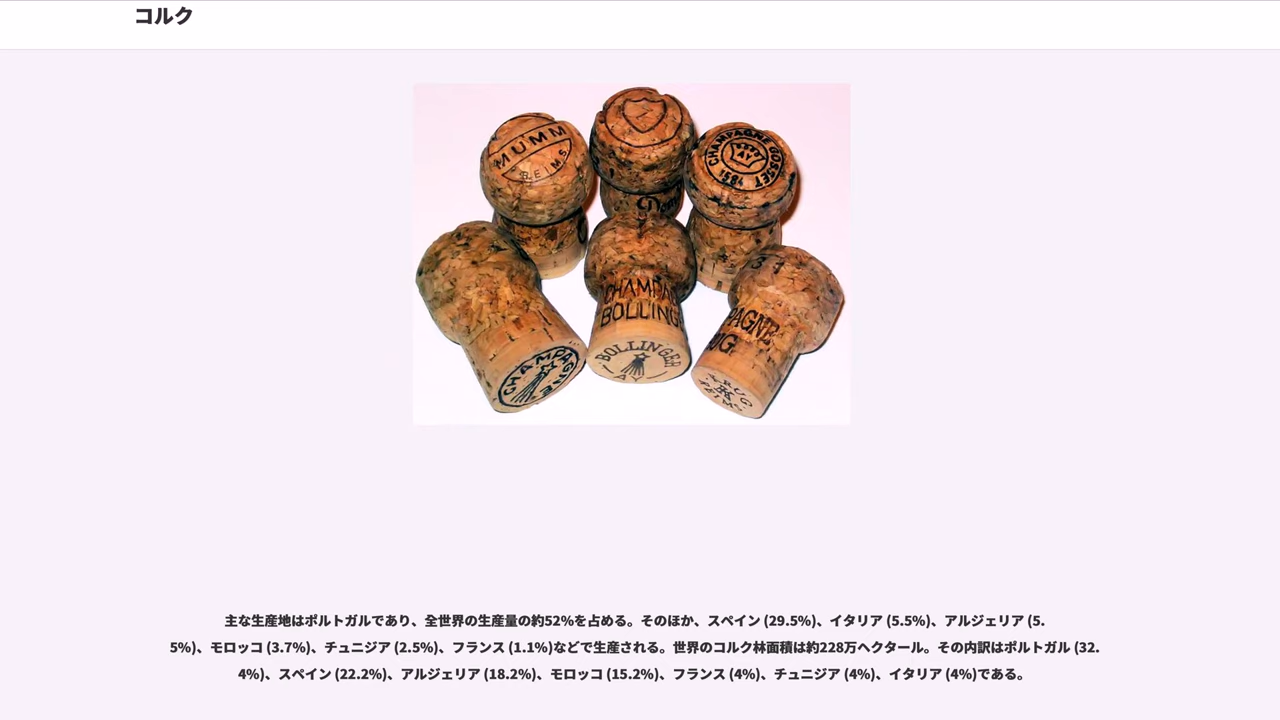 コルク
MUMM
REIMS
CHAMPAGNE GOSSET
AY
1584
CHAMPAGNE
BOLLINGER
AY
主な生産地はポルトガルであり、全世界の生産量の約52%を占める。そのほか、スペイン (29.5%)、イタリア (5.5%)、アルジェリア (5.
5%)、モロッコ (3.7%)、チュニジア (2.5%)、フランス (1.1%)などで生産される。世界のコルク林面積は約228万ヘクタール。その内訳はポルトガル (32.
4%)、スペイン (22.2%)、アルジェリア (18.2%)、モロッコ (15.2%)、フランス (4%)、チュニジア (4%)、イタリア (4%)である。